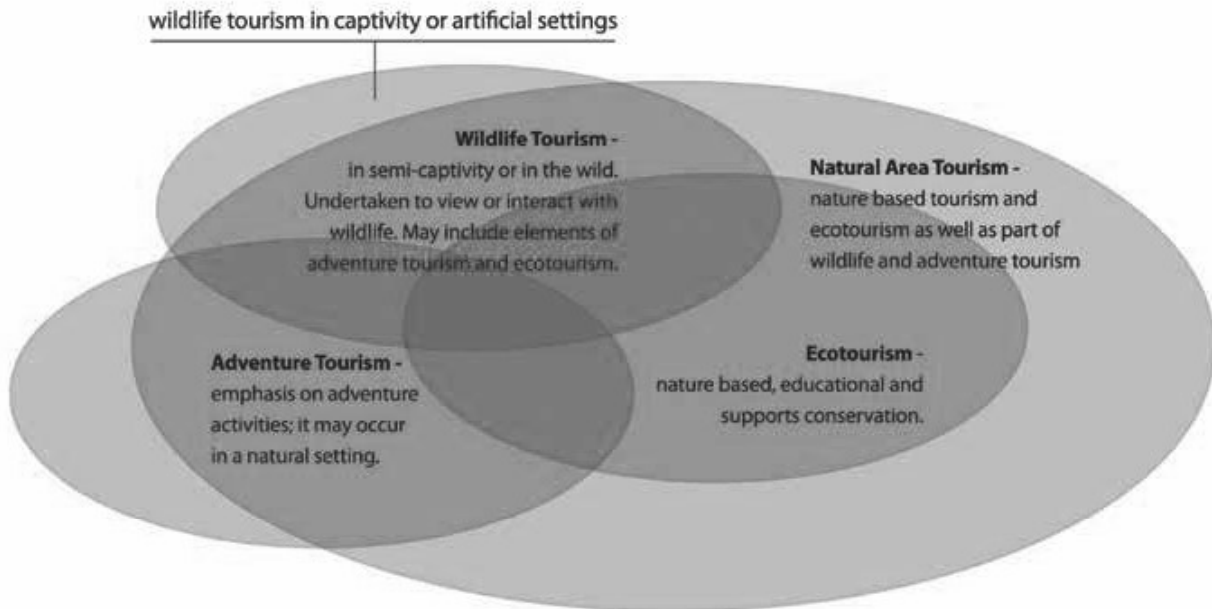 wildlife tourism in captivity or artificial settings
Wildlife Tourism -
in semi-captivity or in the wild.
Undertaken to view or interact with
wildlife. May include elements of
adventure tourism and ecotourism.
Natural Area Tourism -
nature based tourism and
ecotourism as well as part of
wildlife and adventure tourism
Adventure Tourism -
emphasis on adventure
activities; it may occur
in a natural setting.
Ecotourism -
nature based, educational and
supports conservation.